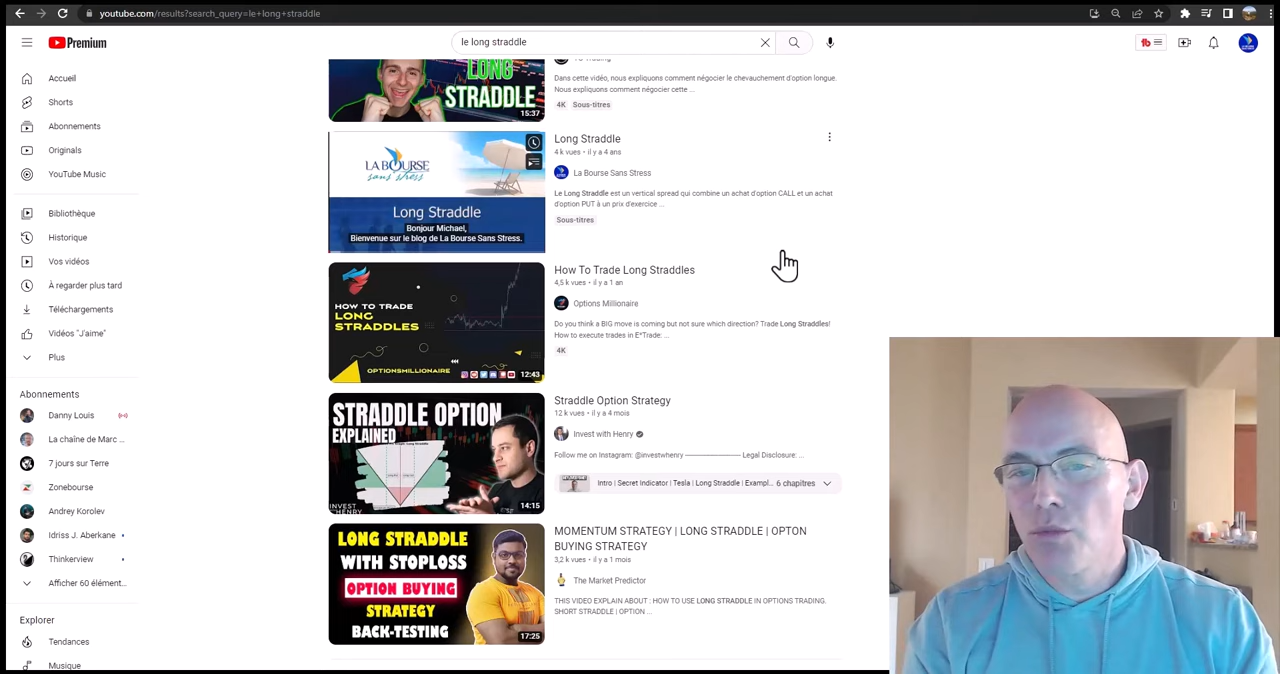 youtube.com/results?search_query=le+long+straddle
Premium
le long straddle
Accueil
Shorts
Abonnements
Originals
YouTube Music
Bibliothèque
Historique
Vos vidéos
À regarder plus tard
Téléchargements
Vidéos "J'aime"
Plus
Abonnements
Danny Louis
La chaîne de Marc ...
7 jours sur Terre
Zonebourse
Andrey Korolev
Idriss J. Aberkane
Thinkerview
Afficher 60 élément...
Explorer
Tendances
Musique
LONG
STRADDLE
15:37
Dans cette vidéo, nous expliquons comment négocier le chevauchement d'option longue.
Nous expliquons comment négocier cette ...
4K Sous-titres
LA BOURSE
sans stress
Long Straddle
Bonjour Michael,
Bienvenue sur le blog de La Bourse Sans Stress.
Long Straddle
4 k vues • il y a 4 ans
La Bourse Sans Stress
Le Long Straddle est un vertical spread qui combine un achat d'option CALL et un achat
d'option PUT à un prix d'exercice ...
Sous-titres
HOW TO TRADE
LONG
STRADDLES
OPTIONSMILLIONAIRE
12:43
How To Trade Long Straddles
4,5 k vues • il y a 1 an
Options Millionaire
Do you think a BIG move is coming but not sure which direction? Trade Long Straddles!
How to execute trades in E*Trade: ...
4K
STRADDLE OPTION
EXPLAINED
INVEST
HENRY
14:15
Straddle Option Strategy
12 k vues • il y a 4 mois
Invest with Henry
Follow me on Instagram: @investwhenry ---------------------- Legal Disclosure: ...
Intro | Secret Indicator | Tesla | Long Straddle | Exampl... 6 chapitres
LONG STRADDLE
WITH STOPLOSS
OPTION BUYING
STRATEGY
BACK-TESTING
17:25
MOMENTUM STRATEGY | LONG STRADDLE | OPTON
BUYING STRATEGY
3,2 k vues • il y a 1 mois
The Market Predictor
THIS VIDEO EXPLAIN ABOUT : HOW TO USE LONG STRADDLE IN OPTIONS TRADING.
SHORT STRADDLE | OPTION ...